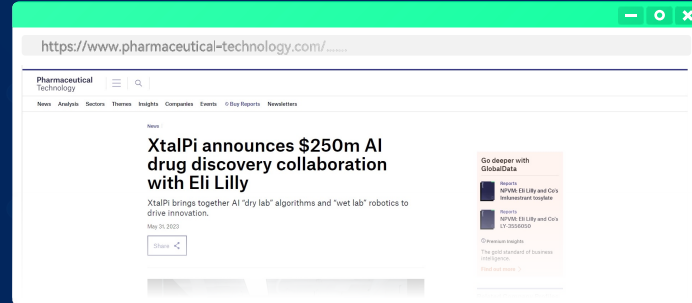 https://www.pharmaceutical-technology.com/......
Pharmaceutical
Technology
News Analysis Sectors Themes Insights Companies Events Buy Reports Newsletters
News
XtalPi announces $250m AI
drug discovery collaboration
with Eli Lilly
XtalPi brings together AI “dry lab” algorithms and “wet lab” robotics to
drive innovation.
May 31, 2023
Share
Go deeper with
GlobalData
Reports
NPVM: Eli Lilly and Co's
Imlunestrant tosylate
Reports
NPVM: Eli Lilly and Co's
LY-3556050
Premium Insights
The gold standard of business
intelligence.
Find out more